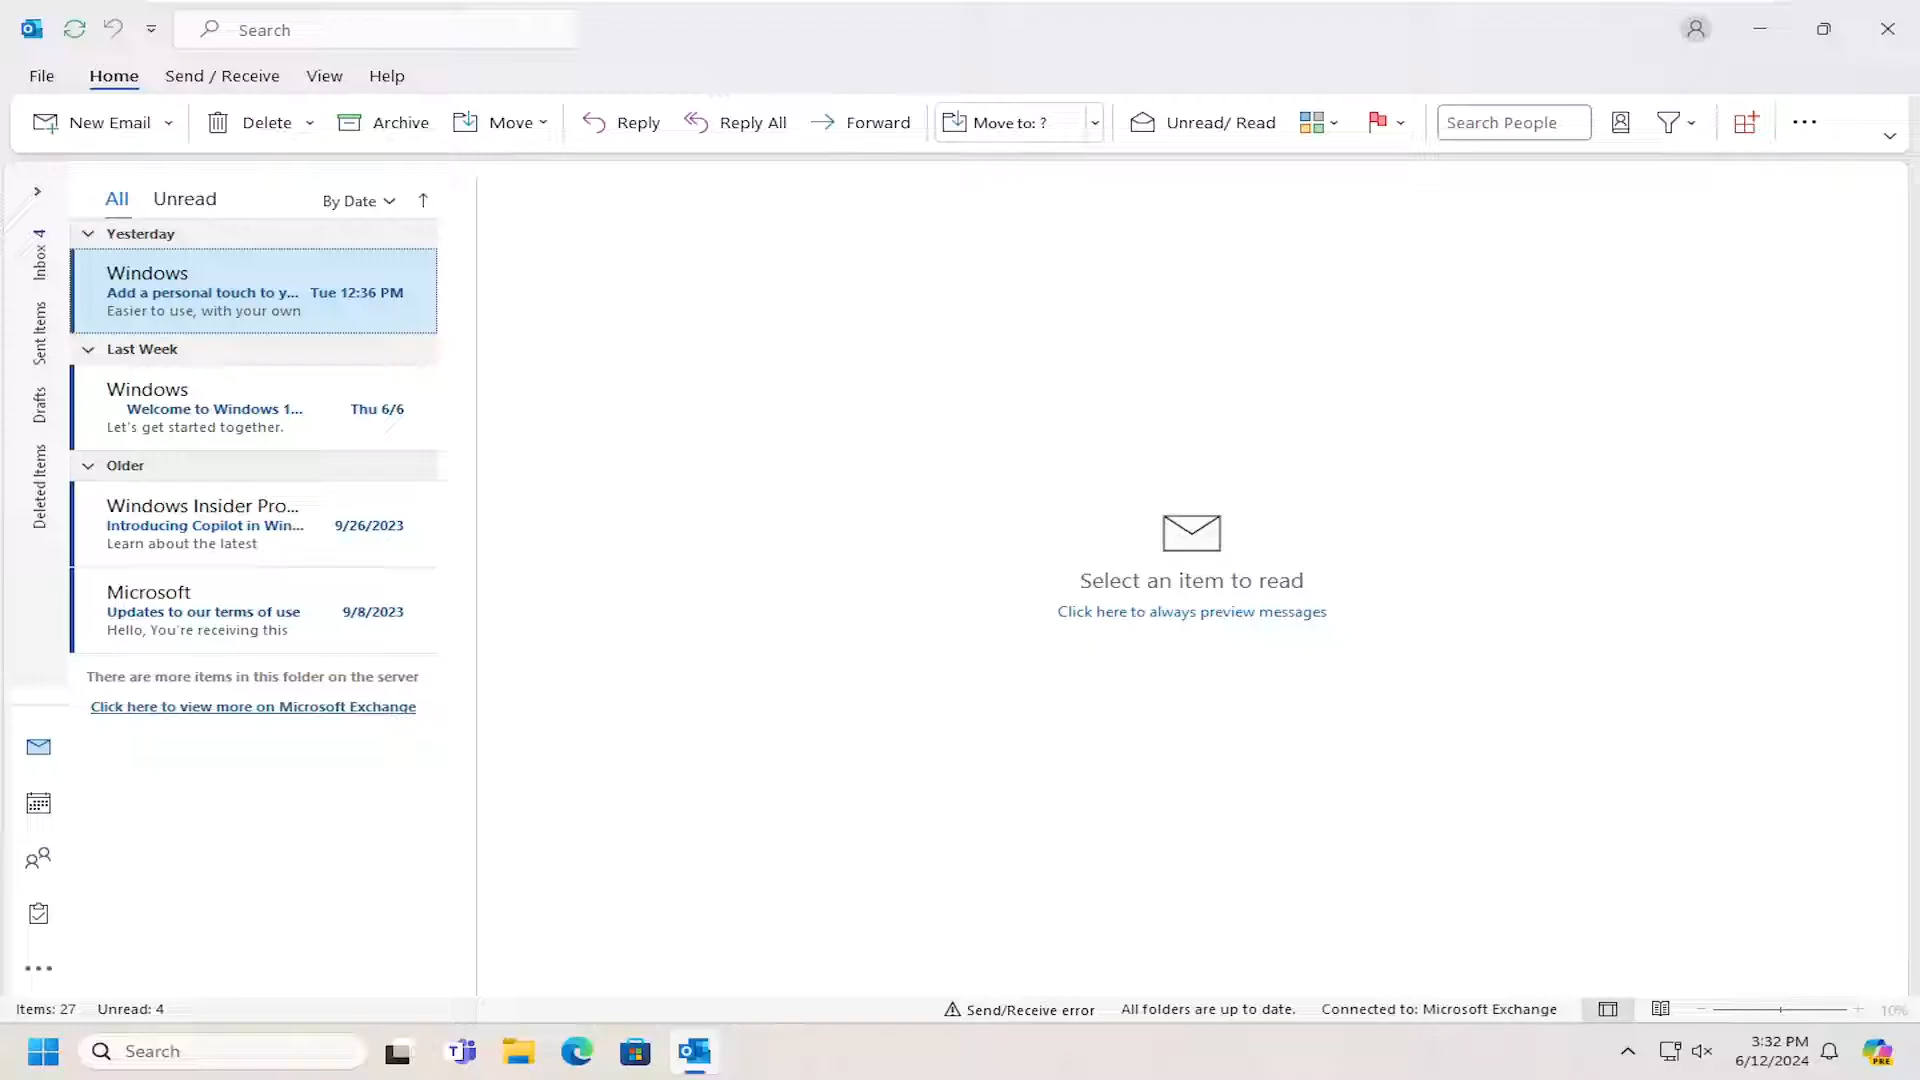 Search
File Home Send / Receive View Help
New Email Delete Archive Move Reply Reply All Forward Move to: ? Unread/ Read Search People
All Unread By Date
Yesterday
Windows
Add a personal touch to y... Tue 12:36 PM
Easier to use, with your own
Last Week
Windows
Welcome to Windows 1... Thu 6/6
Let's get started together.
Older
Windows Insider Pro...
Introducing Copilot in Win... 9/26/2023
Learn about the latest
Microsoft
Updates to our terms of use 9/8/2023
Hello, You're receiving this
There are more items in this folder on the server
Click here to view more on Microsoft Exchange
Inbox 4
Sent Items
Drafts
Deleted Items
Select an item to read
Click here to always preview messages
Items: 27 Unread: 4 Send/Receive error All folders are up to date. Connected to: Microsoft Exchange 10%
Search
3:32 PM
6/12/2024
PRE